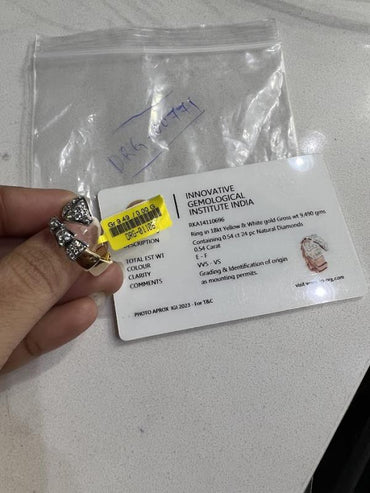 DRG
INNOVATIVE
GEMOLOGICAL
INSTITUTE INDIA
RKA14110696
Ring in 18kt Yellow & White gold Gross wt 9.490 gms
Containing 0.54 ct 24 pc Natural Diamonds
DESCRIPTION
TOTAL EST WT 0.54 Carat
COLOUR E - F
CLARITY VVS - VS
COMMENTS Grading & Identification of origin
as mounting permits.
PHOTO APROX IGI 2023 - For T&C